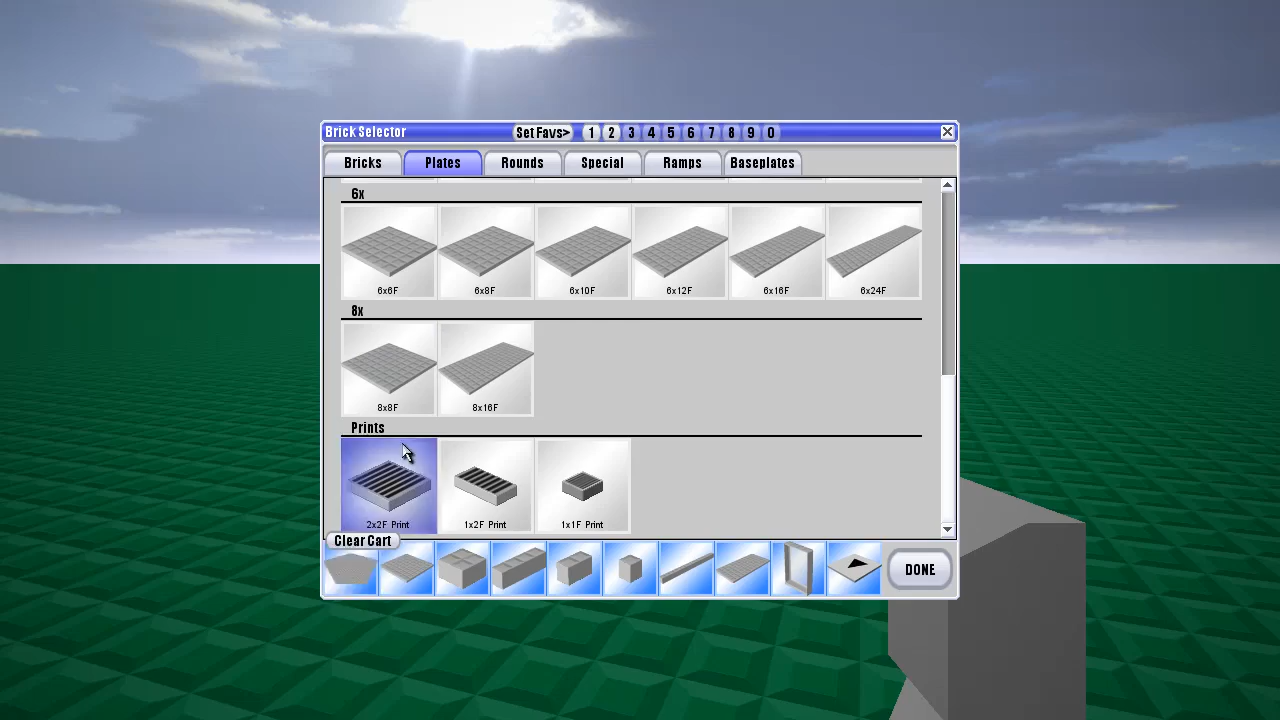 Brick Selector Set Favs> 1 2 3 4 5 6 7 8 9 0
Bricks Plates Rounds Special Ramps Baseplates
6x
6x6F 6x8F 6x10F 6x12F 6x16F 6x24F
8x
8x8F 8x16F
Prints
2x2F Print 1x2F Print 1x1F Print
Clear Cart
DONE